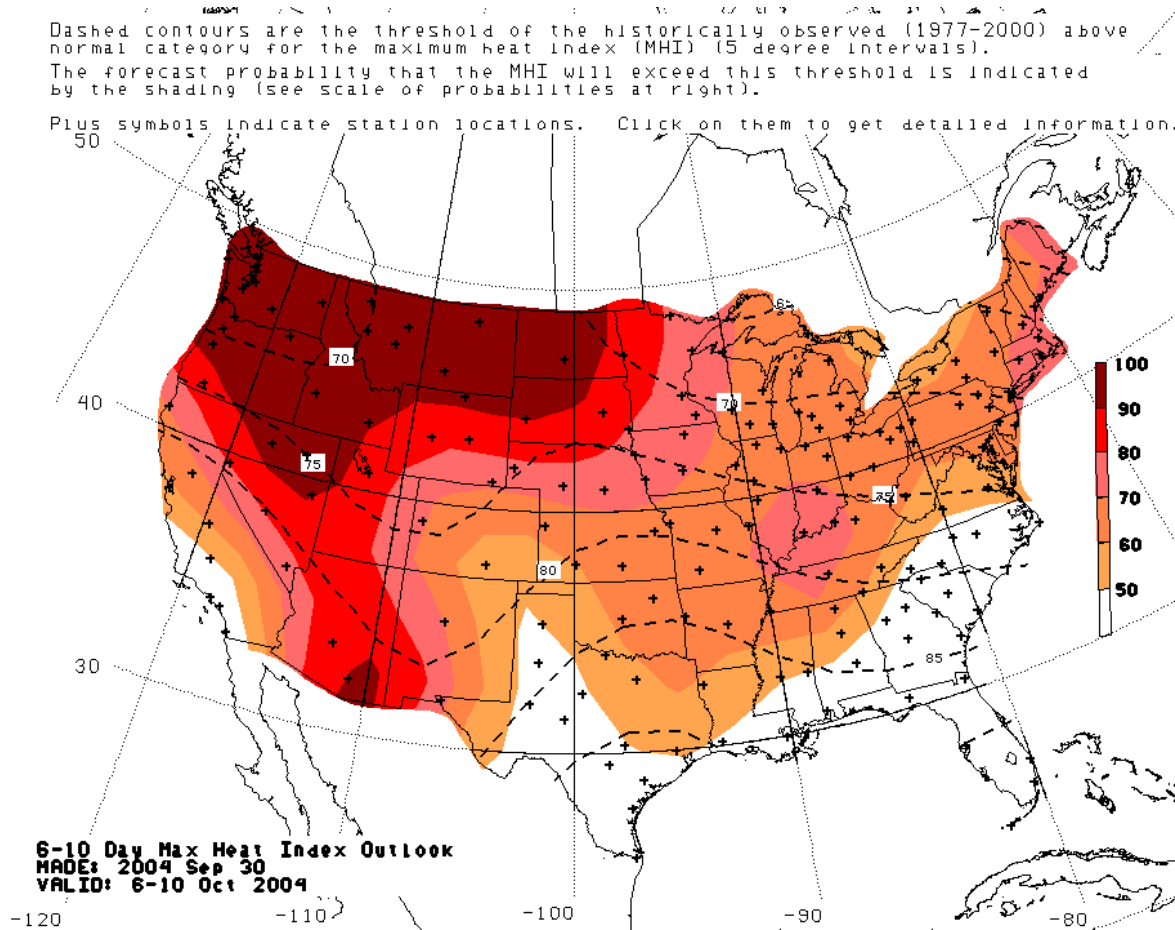 Dashed contours are the threshold of the historically observed (1977-2000) above
normal category for the maximum heat index (MHI) (5 degree intervals).
The forecast probability that the MHI will exceed this threshold is indicated
by the shading (see scale of probabilities at right).
Plus symbols indicate station locations. Click on them to get detailed information.
50
40
30
70
75
80
70
75
85
100
90
80
70
60
50
6-10 Day Max Heat Index Outlook
MADE: 2004 Sep 30
VALID: 6-10 Oct 2004
-120
-110
-100
-90
-80